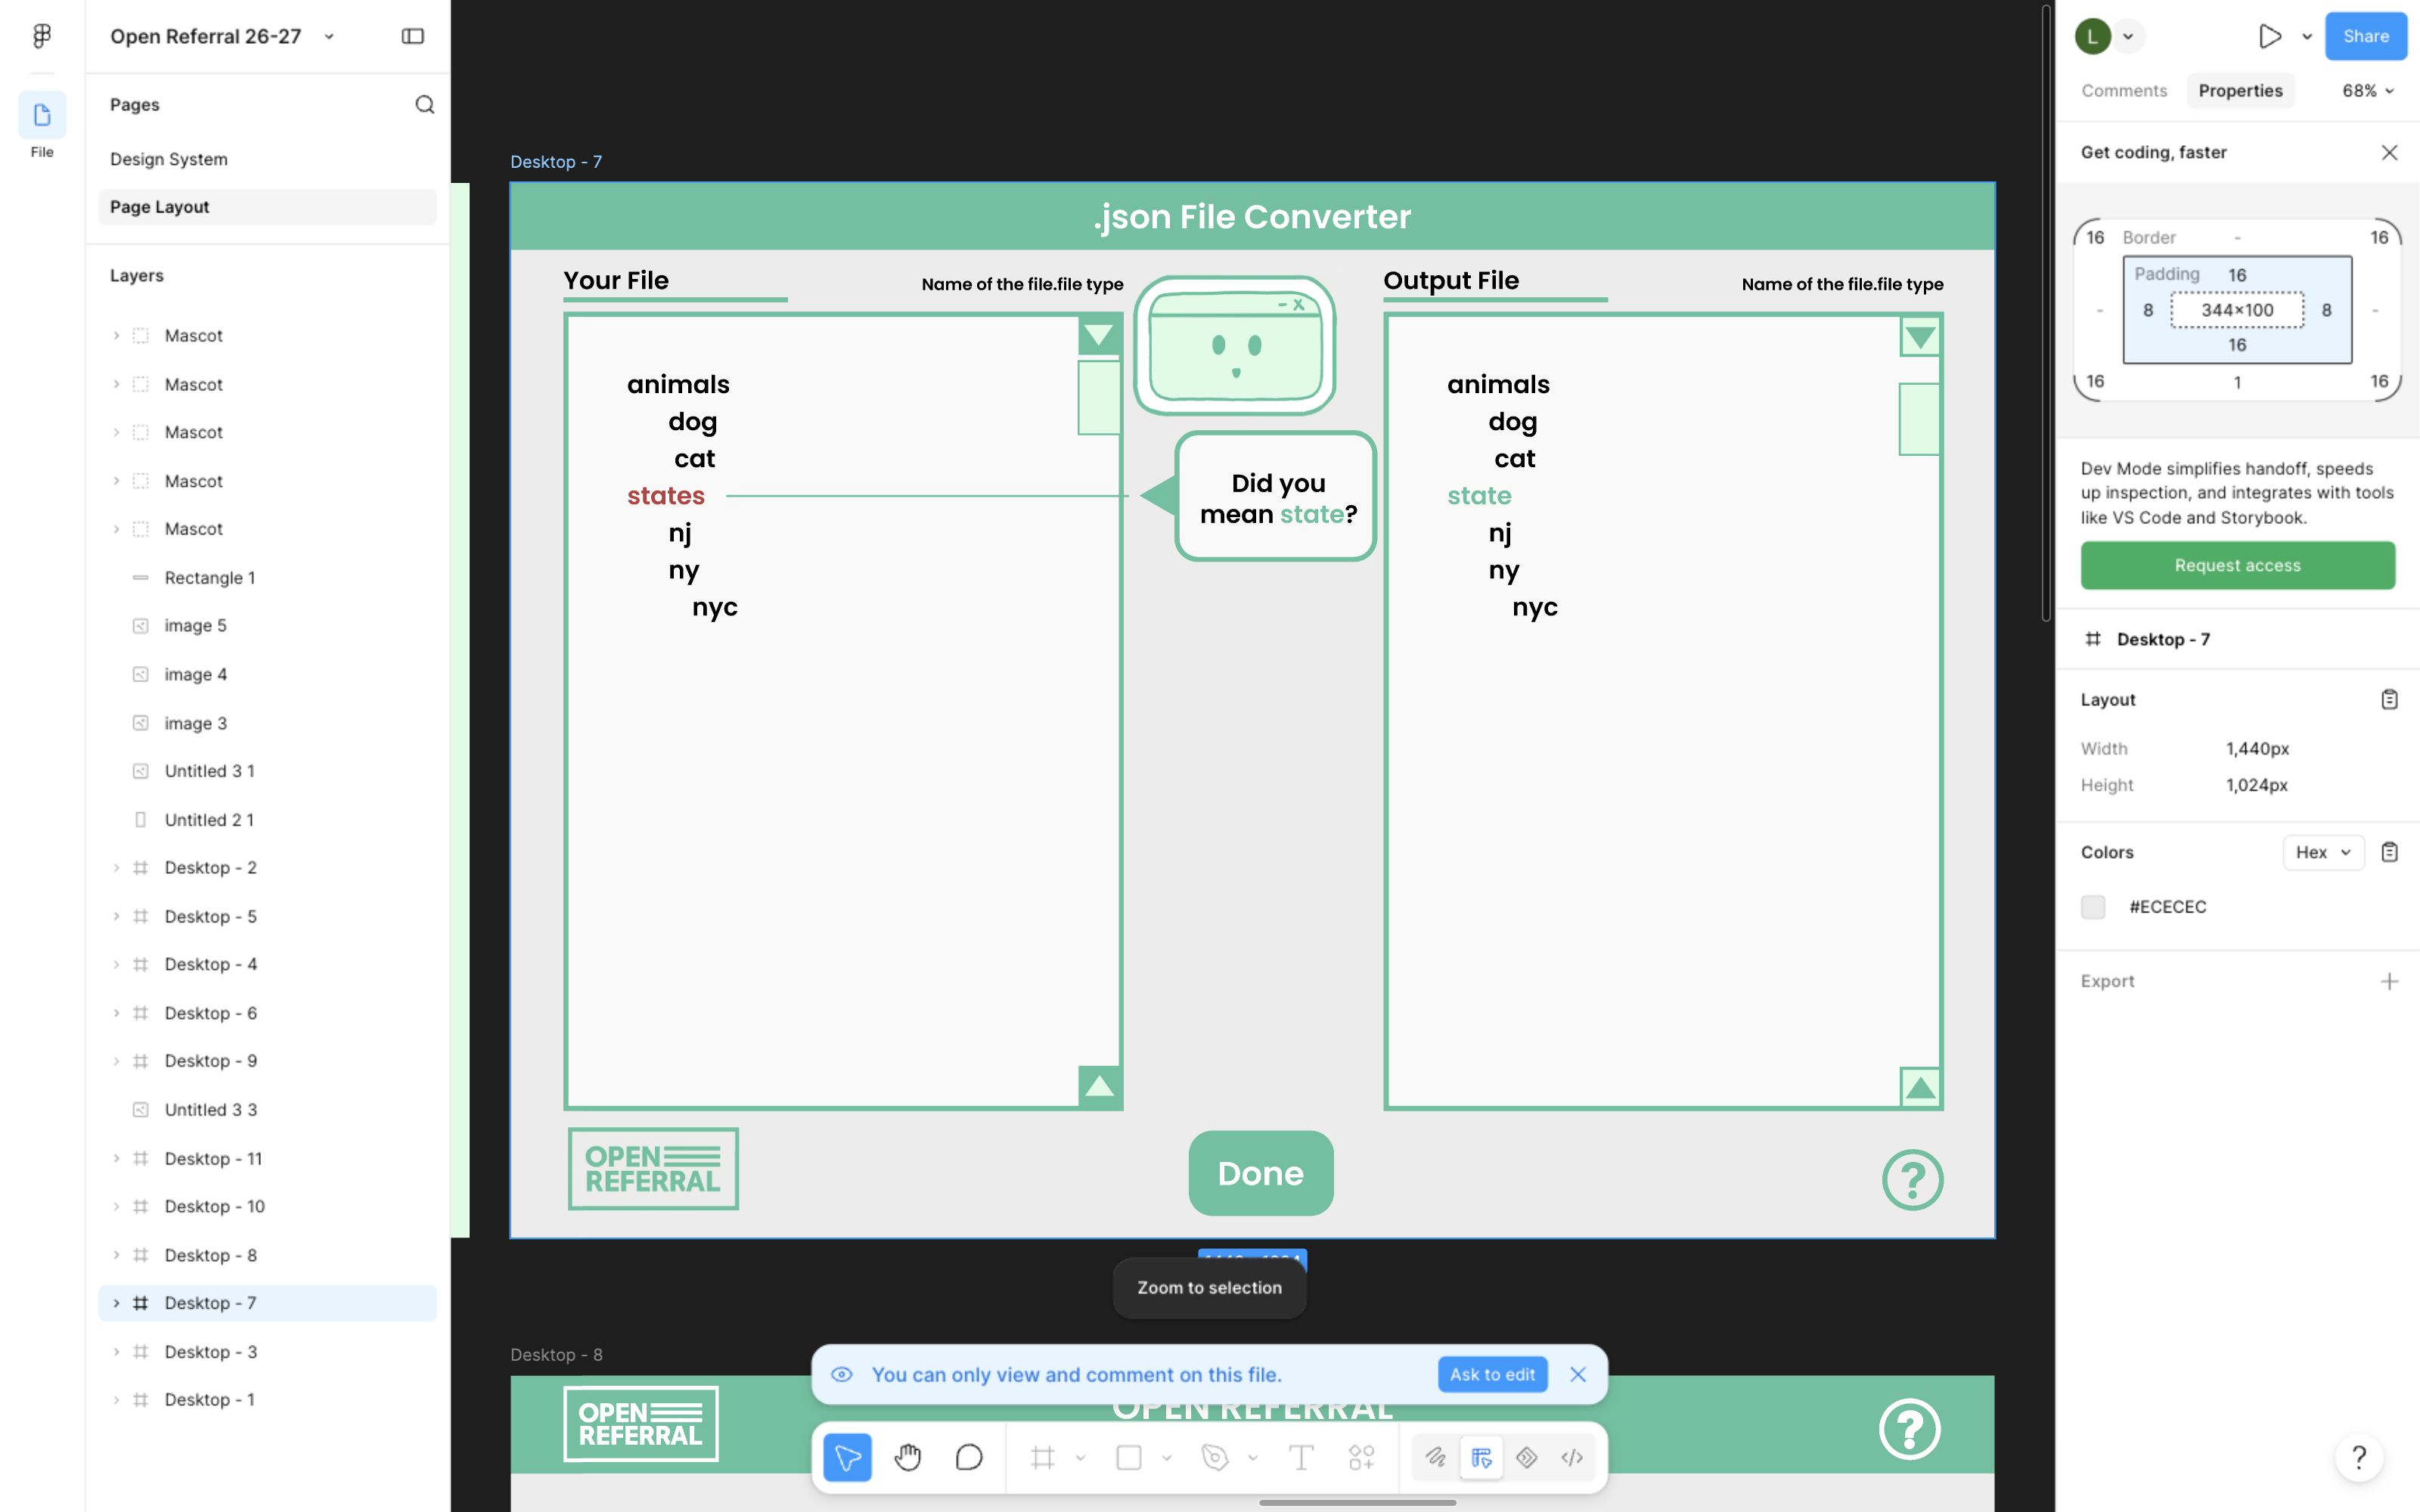 File
Open Referral 26-27
Pages
Design System
Page Layout
Layers
Mascot
Mascot
Mascot
Mascot
Mascot
Rectangle 1
image 5
image 4
image 3
Untitled 3 1
Untitled 2 1
Desktop - 2
Desktop - 5
Desktop - 4
Desktop - 6
Desktop - 9
Untitled 3 3
Desktop - 11
Desktop - 10
Desktop - 8
Desktop - 7
Desktop - 3
Desktop - 1
Desktop - 7
.json File Converter
Your File
Name of the file.file type
animals
dog
cat
states
nj
ny
nyc
- x
Did you
mean state?
Output File
Name of the file.file type
animals
dog
cat
state
nj
ny
nyc
OPEN
REFERRAL
Done
?
Zoom to selection
Desktop - 8
OPEN
REFERRAL
OPEN REFERRAL
?
You can only view and comment on this file.
Ask to edit
L
Share
Comments
Properties
68%
Get coding, faster
16
Border
-
16
Padding
16
-
8
344×100
8
-
16
16
1
16
Dev Mode simplifies handoff, speeds
up inspection, and integrates with tools
like VS Code and Storybook.
Request access
Desktop - 7
Layout
Width
1,440px
Height
1,024px
Colors
Hex
#ECECEC
Export
?